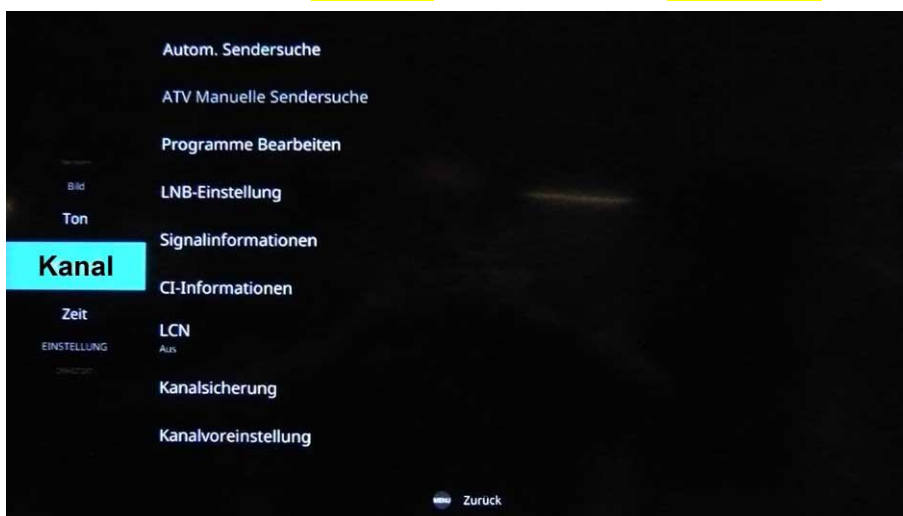 Autom. Sendersuche
ATV Manuelle Sendersuche
Programme Bearbeiten
LNB-Einstellung
Signalinformationen
CI-Informationen
LCN
Aus
Kanalsicherung
Kanalvoreinstellung
Bild
Ton
Kanal
Zeit
EINSTELLUNG
MENU Zurück